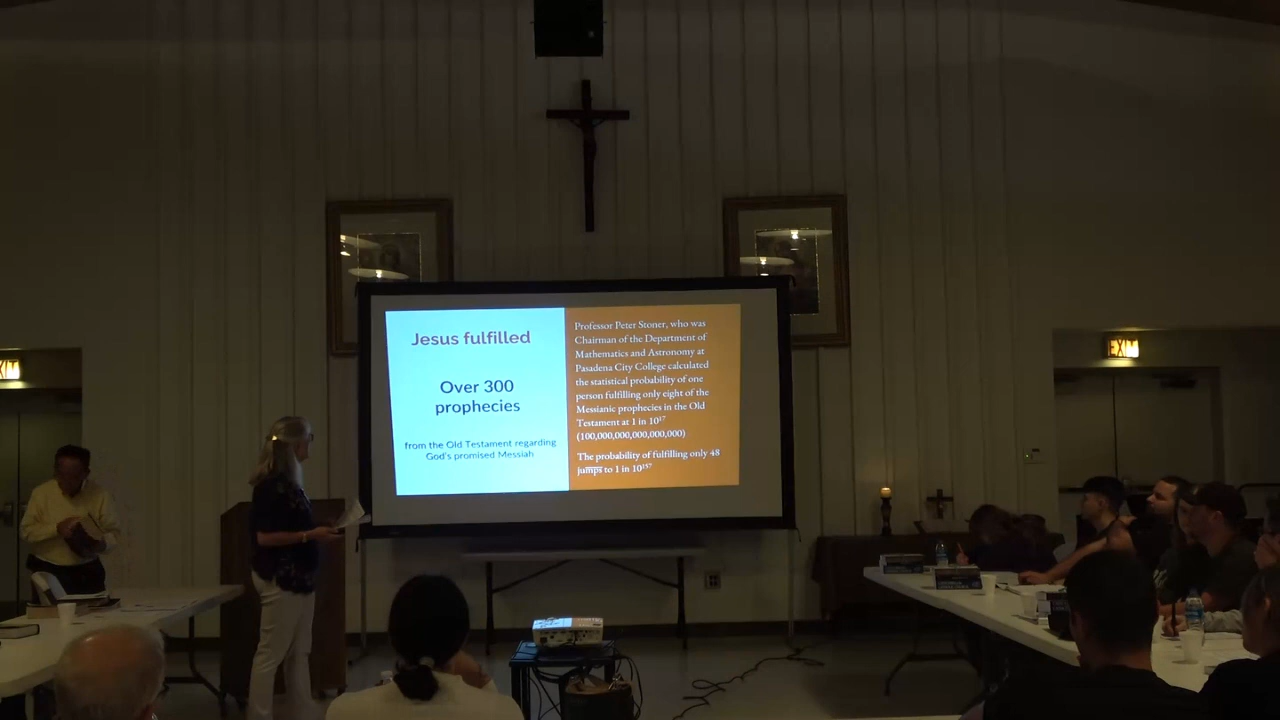 EXIT
EXIT
Jesus fulfilled
Over 300
prophecies
from the Old Testament regarding
God's promised Messiah
Professor Peter Stoner, who was
Chairman of the Department of
Mathematics and Astronomy at
Pasadena City College calculated
the statistical probability of one
person fulfilling only eight of the
Messianic prophecies in the Old
Testament at 1 in 10¹⁷
(100,000,000,000,000,000)
The probability of fulfilling only 48
jumps to 1 in 10¹⁵⁷